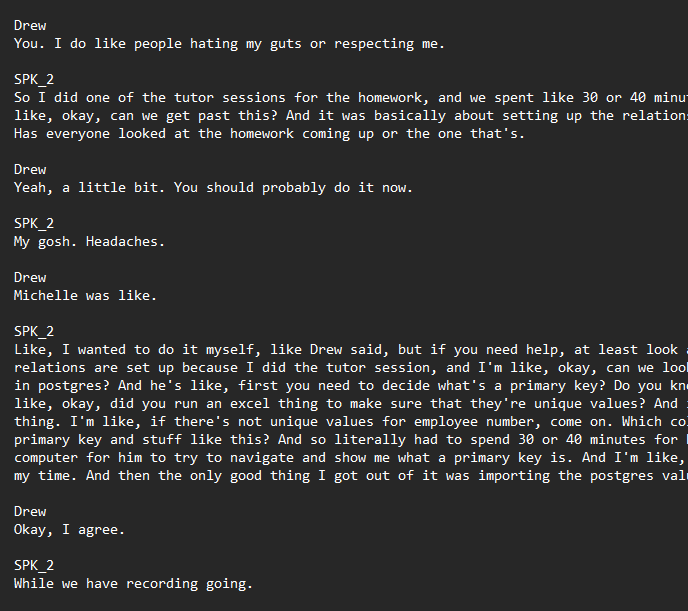 Drew
You. I do like people hating my guts or respecting me.
SPK_2
So I did one of the tutor sessions for the homework, and we spent like 30 or 40
like, okay, can we get past this? And it was basically about setting up the
Has everyone looked at the homework coming up or the one that's.
Drew
Yeah, a little bit. You should probably do it now.
SPK_2
My gosh. Headaches.
Drew
Michelle was like.
SPK_2
Like, I wanted to do it myself, like Drew said, but if you need help, at least look
relations are set up because I did the tutor session, and I'm like, okay, can we
in postgres? And he's like, first you need to decide what's a primary key? Do you
like, okay, did you run an excel thing to make sure that they're unique values? And
thing. I'm like, if there's not unique values for employee number, come on. Which
primary key and stuff like this? And so literally had to spend 30 or 40 minutes for
computer for him to try to navigate and show me what a primary key is. And I'm like,
my time. And then the only good thing I got out of it was importing the postgres
Drew
Okay, I agree.
SPK_2
While we have recording going.